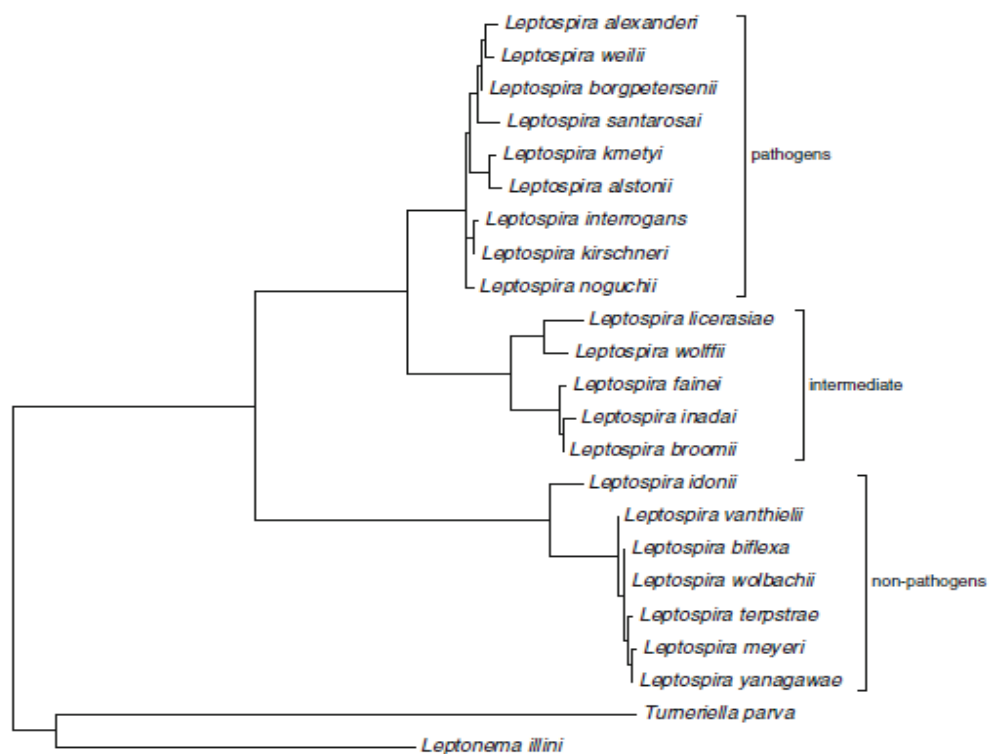 Leptospira alexanderi
Leptospira weilii
Leptospira borgpetersenii
Leptospira santarosai
Leptospira kmetyi
pathogens
Leptospira alstonii
Leptospira interrogans
Leptospira kirschneri
Leptospira noguchii
Leptospira licerasiae
Leptospira wolffii
Leptospira fainei
intermediate
Leptospira inadai
Leptospira broomii
Leptospira idonii
Leptospira vanthielii
Leptospira biflexa
Leptospira wolbachii
non-pathogens
Leptospira terpstrae
Leptospira meyeri
Leptospira yanagawae
Turneriella parva
Leptonema illini